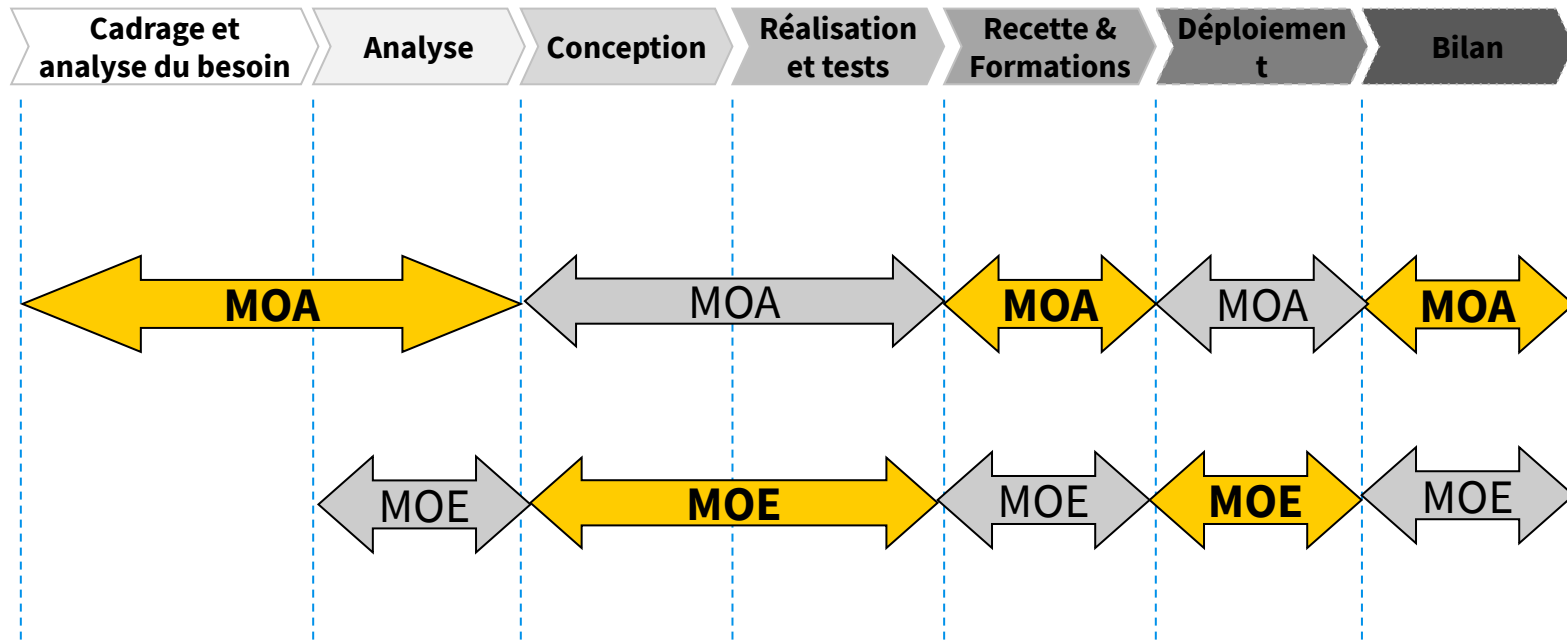 Cadrage et
analyse du besoin
Analyse
Conception
Réalisation
et tests
Recette &
Formations
Déploiemen
t
Bilan
MOA
MOA
MOA
MOA
MOA
MOE
MOE
MOE
MOE
MOE